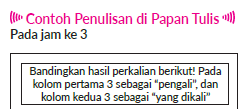 Contoh Penulisan di Papan Tulis
Pada jam ke 3
Bandingkan hasil perkalian berikut! Pada
kolom pertama 3 sebagai “pengali”, dan
kolom kedua 3 sebagai “yang dikali”